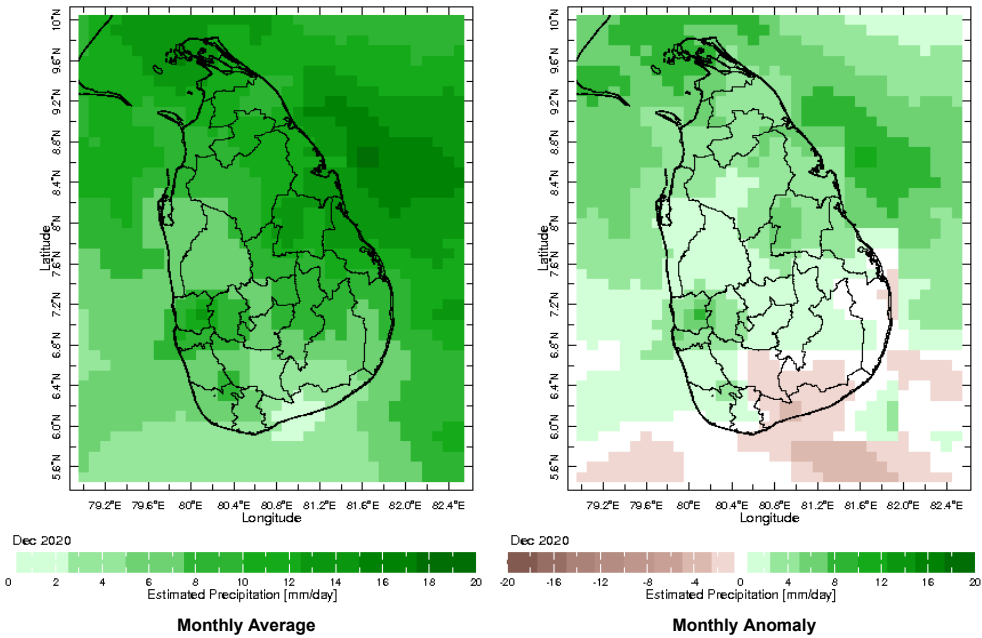 10°N
9.6°N
9.2°N
8.8°N
8.4°N
8°N
7.6°N
7.2°N
6.8°N
6.4°N
6.0°N
5.6°N
Latitude
79.2°E 79.6°E 80°E 80.4°E 80.8°E 81.2°E 81.6°E 82.0°E 82.4°E
Longitude
Dec 2020
0 2 4 6 8 10 12 14 16 18 20
Estimated Precipitation [mm/day]
Monthly Average
10°N
9.6°N
9.2°N
8.8°N
8.4°N
8°N
7.6°N
7.2°N
6.8°N
6.4°N
6.0°N
5.6°N
Latitude
79.2°E 79.6°E 80°E 80.4°E 80.8°E 81.2°E 81.6°E 82.0°E 82.4°E
Longitude
Dec 2020
-20 -16 -12 -8 -4 0 4 8 12 16 20
Estimated Precipitation [mm/day]
Monthly Anomaly